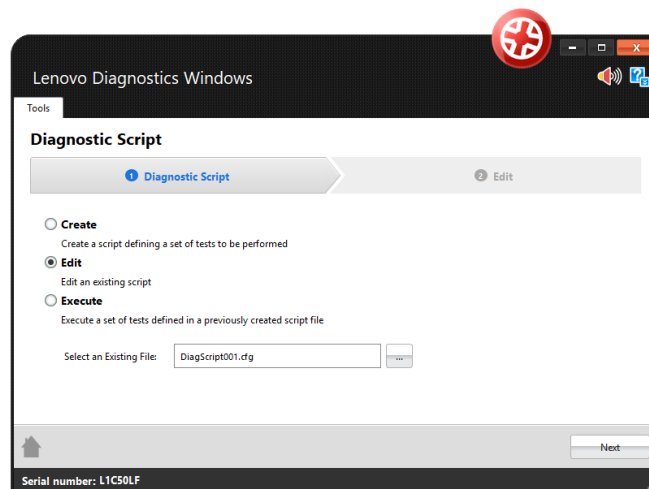 Lenovo Diagnostics Windows
Tools
Diagnostic Script
1 Diagnostic Script
2 Edit
Create
Create a script defining a set of tests to be performed
Edit
Edit an existing script
Execute
Execute a set of tests defined in a previously created script file
Select an Existing File: DiagScript001.cfg ...
Next
Serial number: L1C50LF